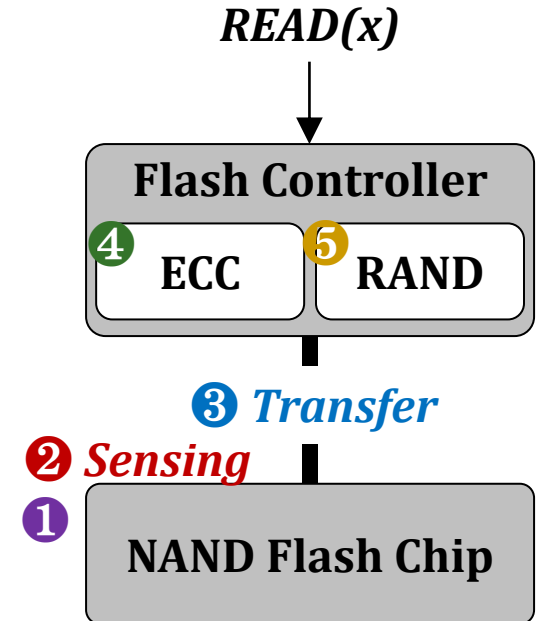 READ(x)
Flash Controller
❹ ECC ❺ RAND
❸ Transfer
❷ Sensing
❶
NAND Flash Chip